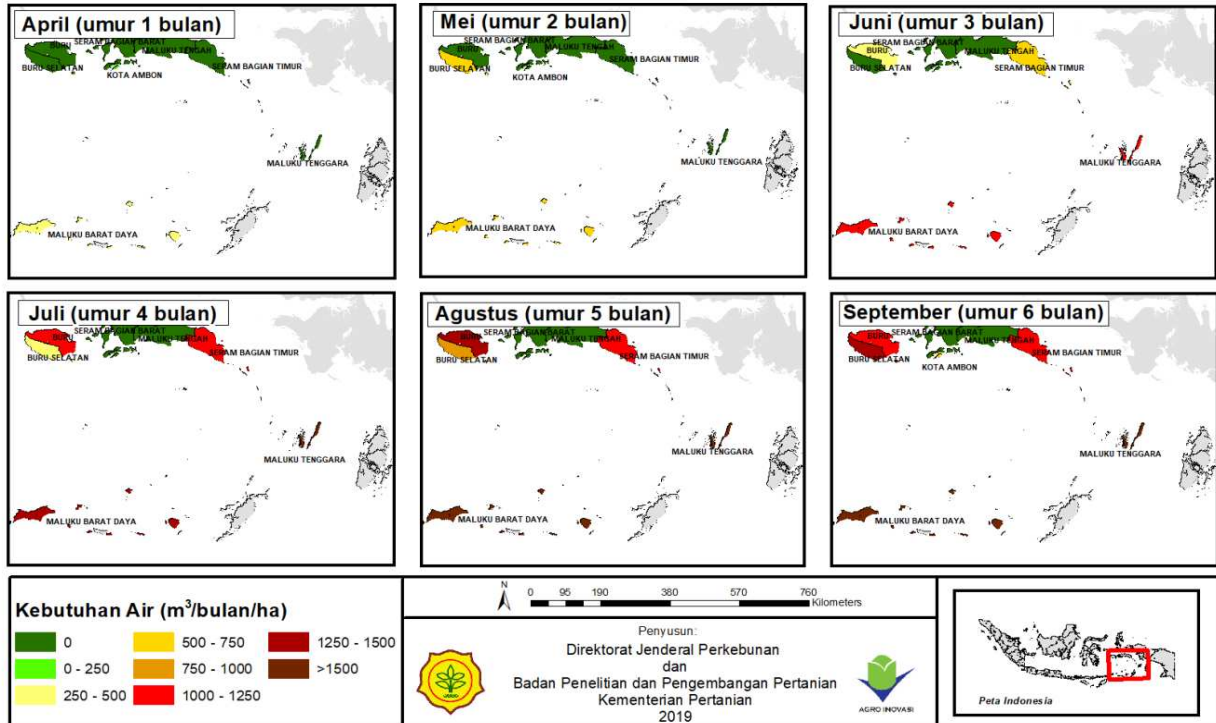 April (umur 1 bulan)
SERAM BAGIAN BARAT
BURU
MALUKU TENGAH
BURU SELATAN
KOTA AMBON
SERAM BAGIAN TIMUR
MALUKU TENGGARA
MALUKU BARAT DAYA
Mei (umur 2 bulan)
SERAM BAGIAN BARAT
BURU
MALUKU TENGAH
BURU SELATAN
KOTA AMBON
SERAM BAGIAN TIMUR
MALUKU TENGGARA
MALUKU BARAT DAYA
Juni (umur 3 bulan)
SERAM BAGIAN BARAT
BURU
MALUKU TENGAH
BURU SELATAN
SERAM BAGIAN TIMUR
MALUKU TENGGARA
MALUKU BARAT DAYA
Juli (umur 4 bulan)
SERAM BAGIAN BARAT
BURU
MALUKU TENGAH
BURU SELATAN
SERAM BAGIAN TIMUR
MALUKU TENGGARA
MALUKU BARAT DAYA
Agustus (umur 5 bulan)
SERAM BAGIAN BARAT
BURU
MALUKU TENGAH
BURU SELATAN
SERAM BAGIAN TIMUR
MALUKU TENGGARA
MALUKU BARAT DAYA
September (umur 6 bulan)
SERAM BAGIAN BARAT
BURU
MALUKU TENGAH
BURU SELATAN
KOTA AMBON
SERAM BAGIAN TIMUR
MALUKU TENGGARA
MALUKU BARAT DAYA
Kebutuhan Air (m³/bulan/ha)
0
0 - 250
250 - 500
500 - 750
750 - 1000
1000 - 1250
1250 - 1500
>1500
N
0 95 190 380 570 760
Kilometers
Penyusun:
Direktorat Jenderal Perkebunan
dan
Badan Penelitian dan Pengembangan Pertanian
Kementerian Pertanian
2019
AGRO INOVASI
Peta Indonesia